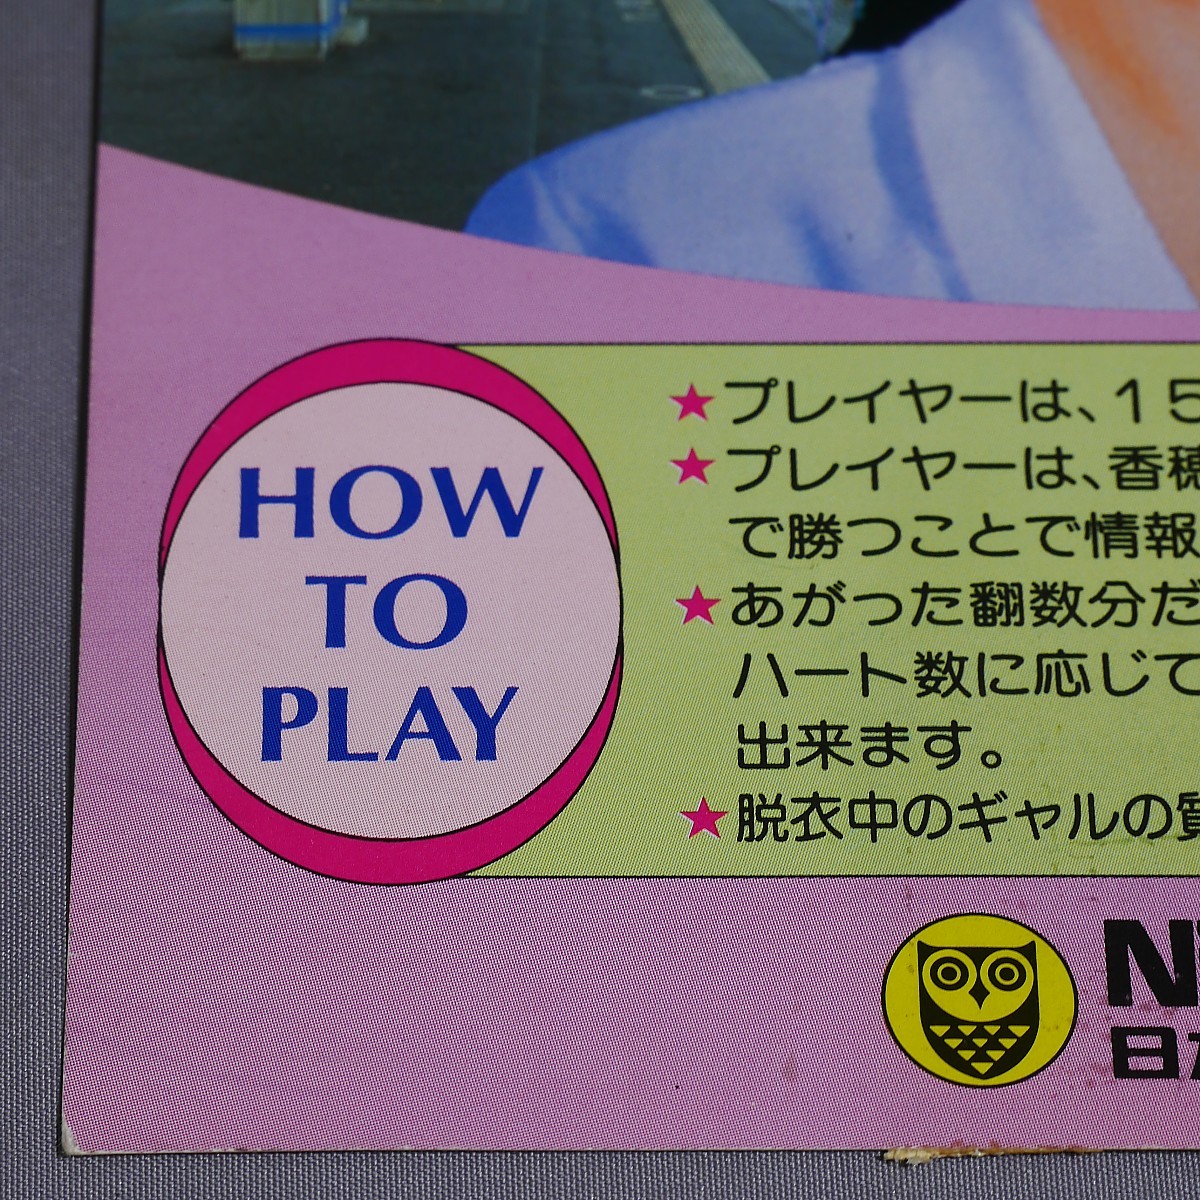 HOW
TO
PLAY
★プレイヤーは、15
★プレイヤーは、香穂
で勝つことで情報
★あがった翻数分だ
ハート数に応じて
出来ます。
★脱衣中のギャルの質
N
日